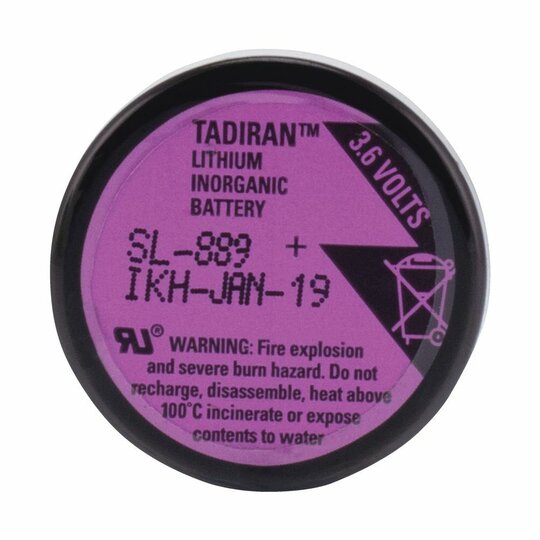 TADIRAN™
LITHIUM
INORGANIC
BATTERY
3.6 VOLTS
SL-889 +
IKH-JAN-19
RU® WARNING: Fire explosion
and severe burn hazard. Do not
recharge, disassemble, heat above
100°C incinerate or expose
contents to water